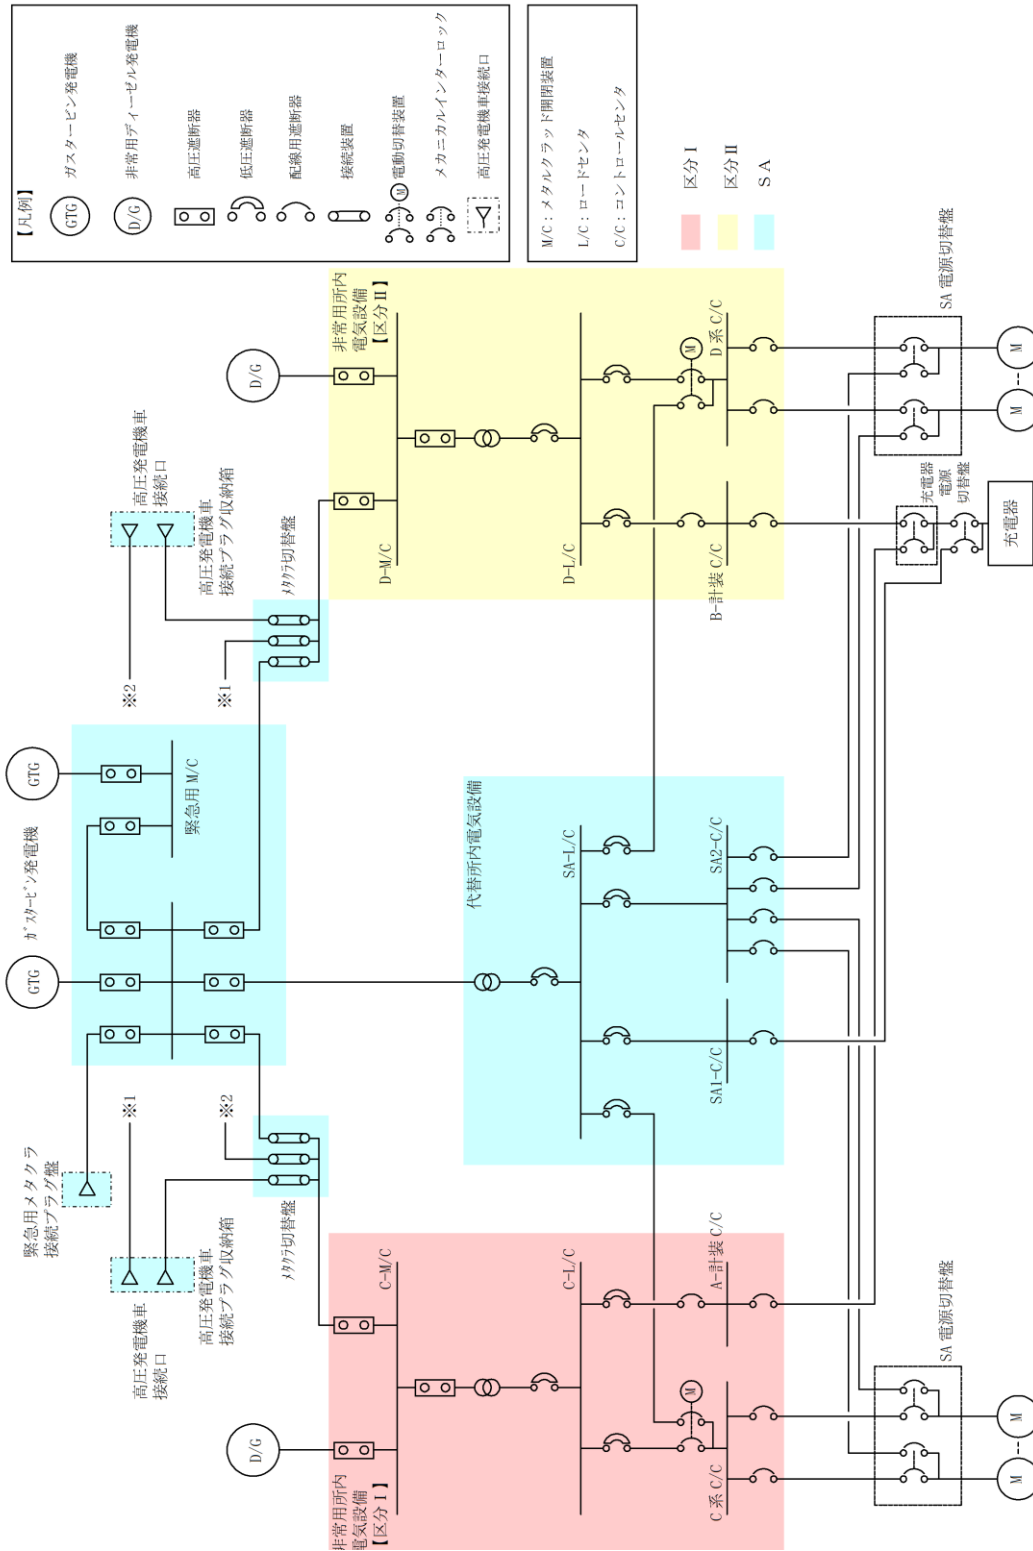 【凡例】
GTG
ガスタービン発電機
D/G
非常用ディーゼル発電機
高圧遮断器
低圧遮断器
配線用遮断器
接続装置
M
電動切替装置
メカニカルインターロック
高圧発電機車接続口
M/C：メタルクラッド開閉装置
L/C：ロードセンタ
C/C：コントロールセンタ
区分Ⅰ
区分Ⅱ
ＳＡ
緊急用メタクラ
接続プラグ盤
GTG
ｶﾞｽﾀｰﾋﾞﾝ発電機
GTG
緊急用 M/C
高圧発電機車
接続口
※1
高圧発電機車
接続プラグ収納箱
※2
ﾒﾀｸﾗ切替盤
高圧発電機車
接続口
※2
高圧発電機車
接続プラグ収納箱
※1
ﾒﾀｸﾗ切替盤
D/G
非常用所内
電気設備
【区分Ⅰ】
C-M/C
C-L/C
M
C 系 C/C
A-計装 C/C
代替所内電気設備
SA-L/C
SA1-C/C
SA2-C/C
D/G
非常用所内
電気設備
【区分Ⅱ】
D-M/C
D-L/C
M
B-計装 C/C
D 系 C/C
SA 電源切替盤
M
M
充電器
電源
切替盤
充電器
SA 電源切替盤
M
M